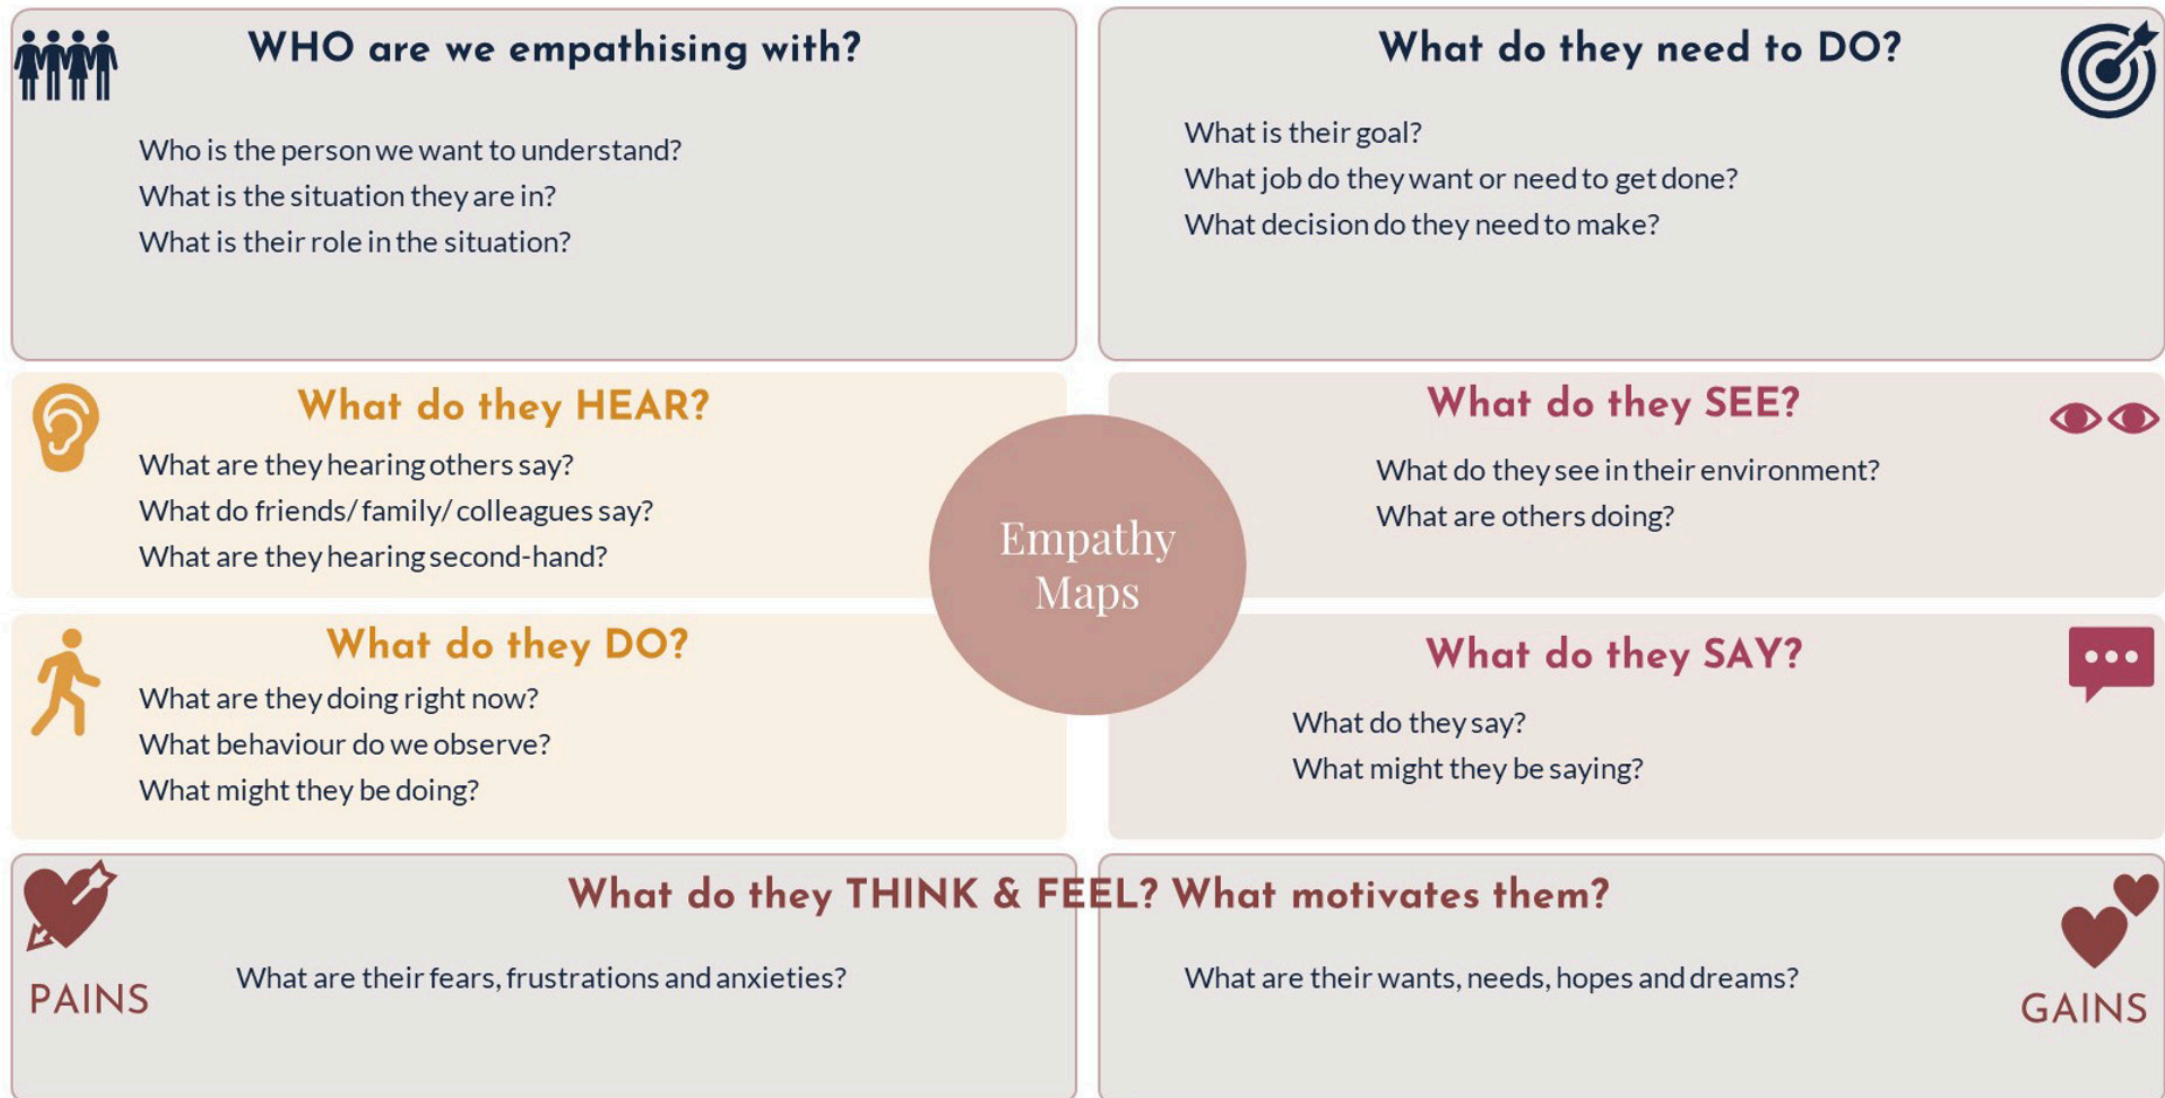 WHO are we empathising with?
Who is the person we want to understand?
What is the situation they are in?
What is their role in the situation?
What do they need to DO?
What is their goal?
What job do they want or need to get done?
What decision do they need to make?
What do they HEAR?
What are they hearing others say?
What do friends/ family/ colleagues say?
What are they hearing second-hand?
What do they SEE?
What do they see in their environment?
What are others doing?
Empathy
Maps
What do they DO?
What are they doing right now?
What behaviour do we observe?
What might they be doing?
What do they SAY?
What do they say?
What might they be saying?
What do they THINK & FEEL? What motivates them?
PAINS
What are their fears, frustrations and anxieties?
What are their wants, needs, hopes and dreams?
GAINS